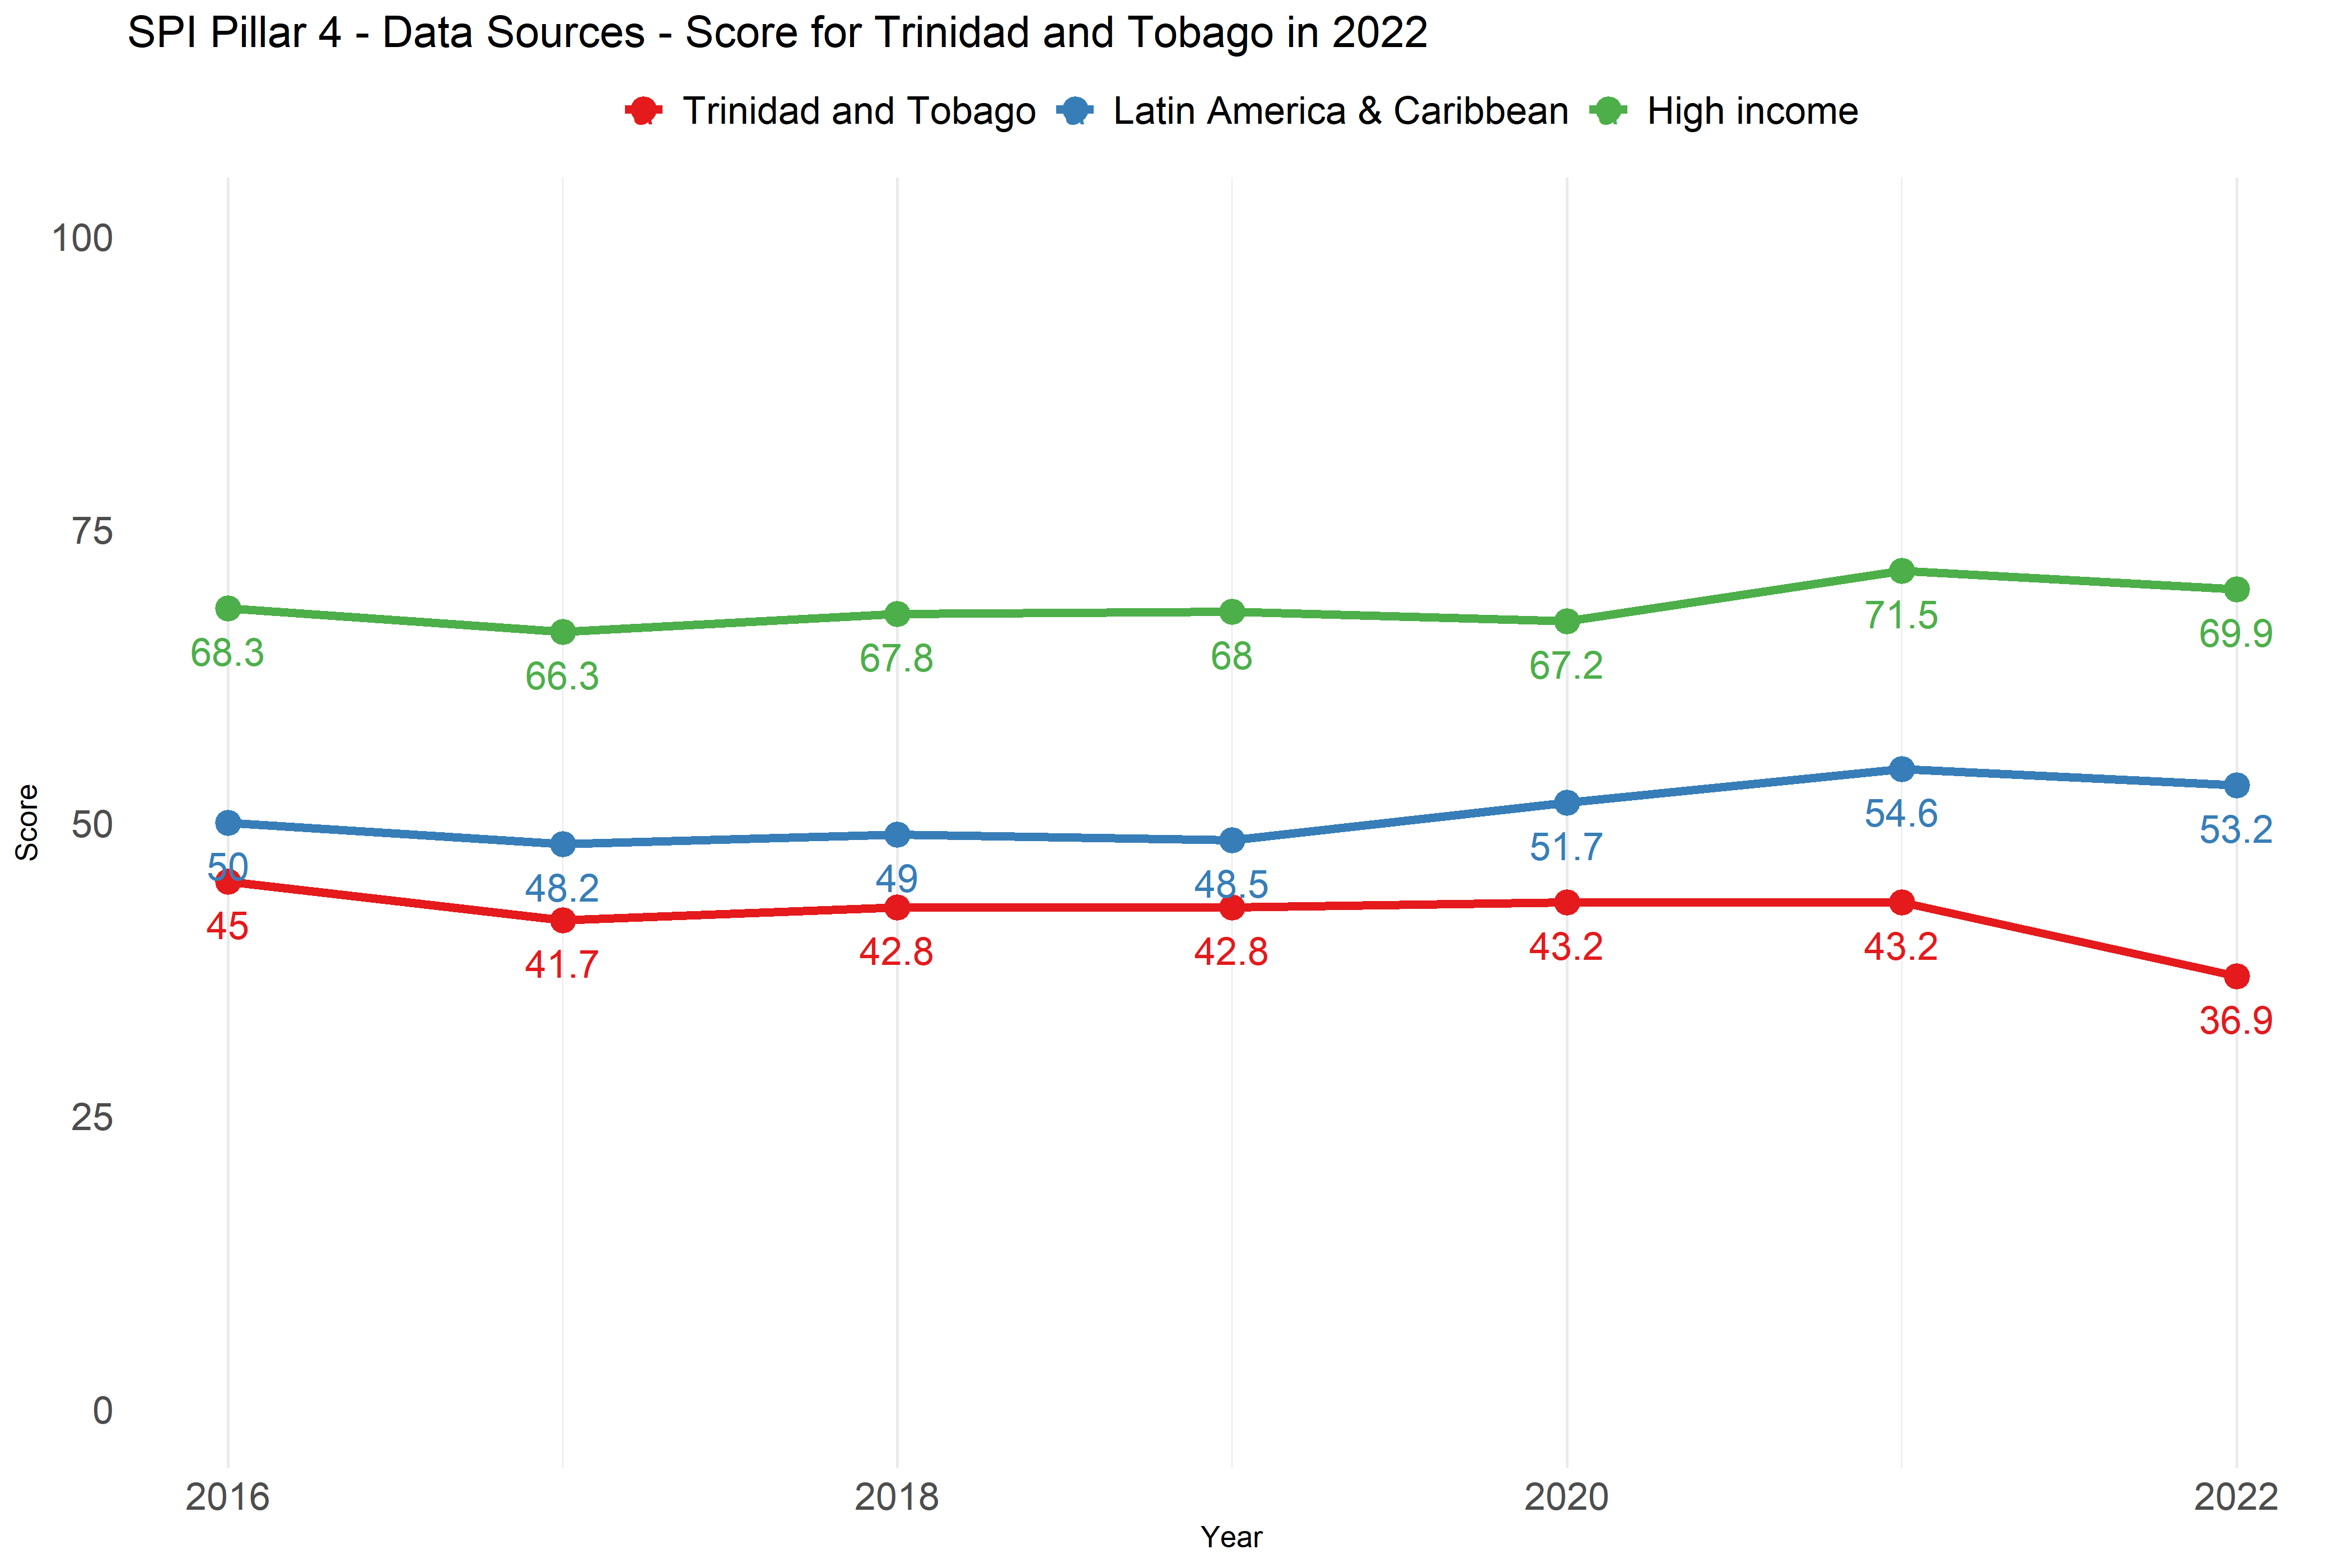 SPI Pillar 4 - Data Sources - Score for Trinidad and Tobago in 2022
Trinidad and Tobago Latin America & Caribbean High income
100
75
50
25
0
Score
68.3 66.3 67.8 68 67.2 71.5 69.9
50 48.2 49 48.5 51.7 54.6 53.2
45 41.7 42.8 42.8 43.2 43.2 36.9
2016 2018 2020 2022
Year